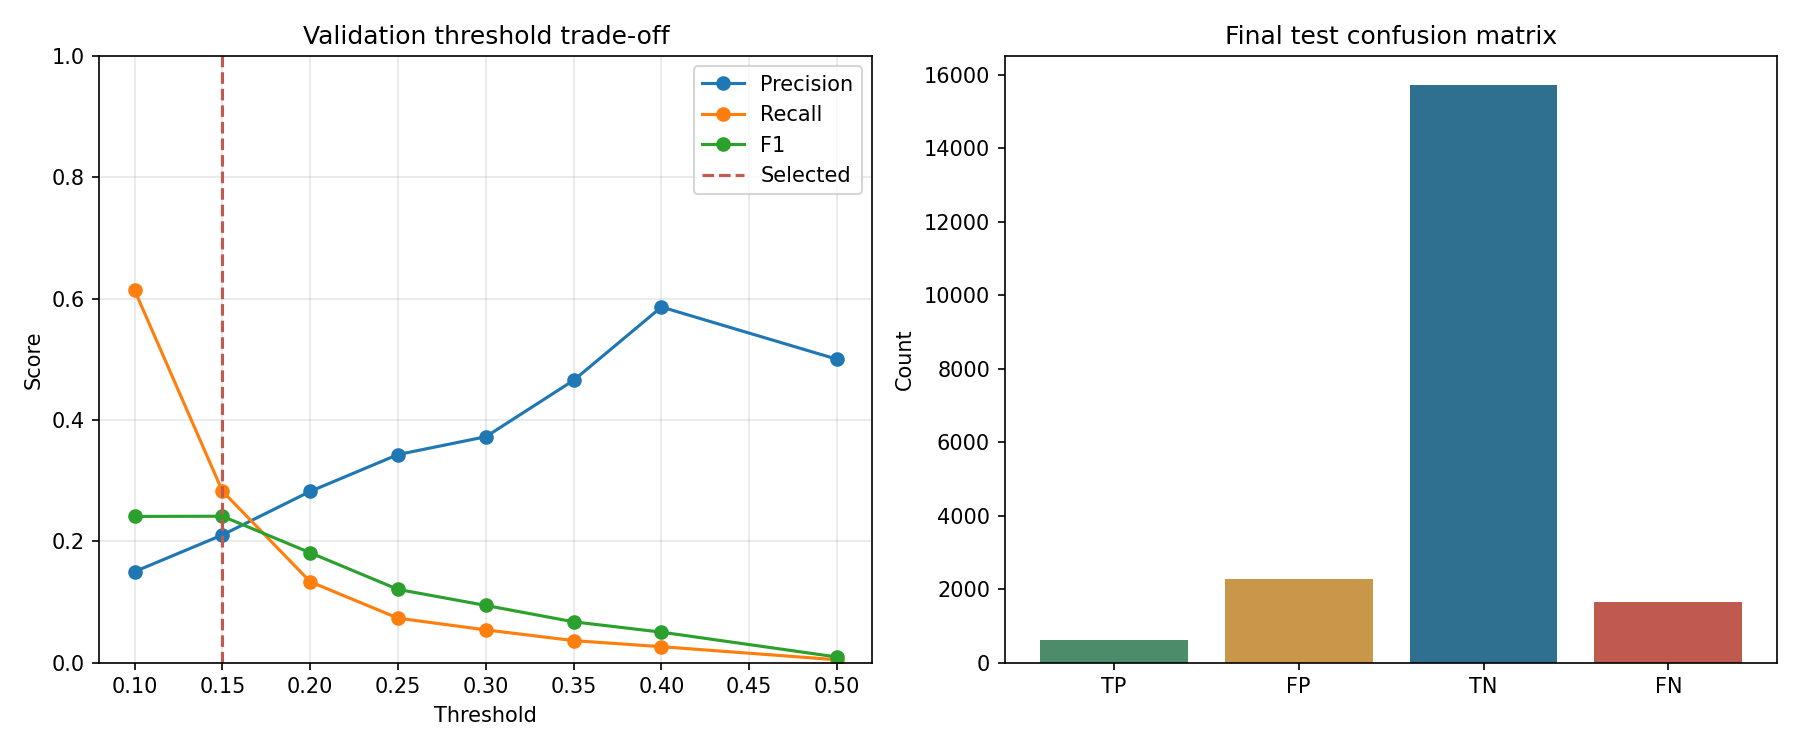 Validation threshold trade-off
1.0
0.8
0.6
0.4
0.2
0.0
Score
0.10 0.15 0.20 0.25 0.30 0.35 0.40 0.45 0.50
Threshold
Precision
Recall
F1
Selected
Final test confusion matrix
16000
14000
12000
10000
8000
6000
4000
2000
0
Count
TP FP TN FN